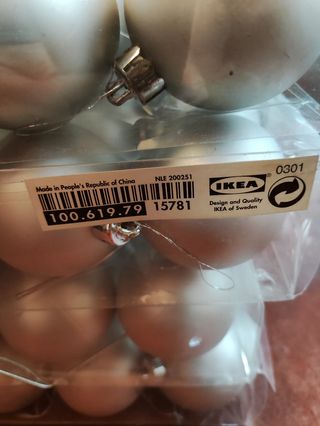 Made in People's Republic of China NLE 200251
100.619.79 15781
IKEA
Design and Quality
IKEA of Sweden
0301